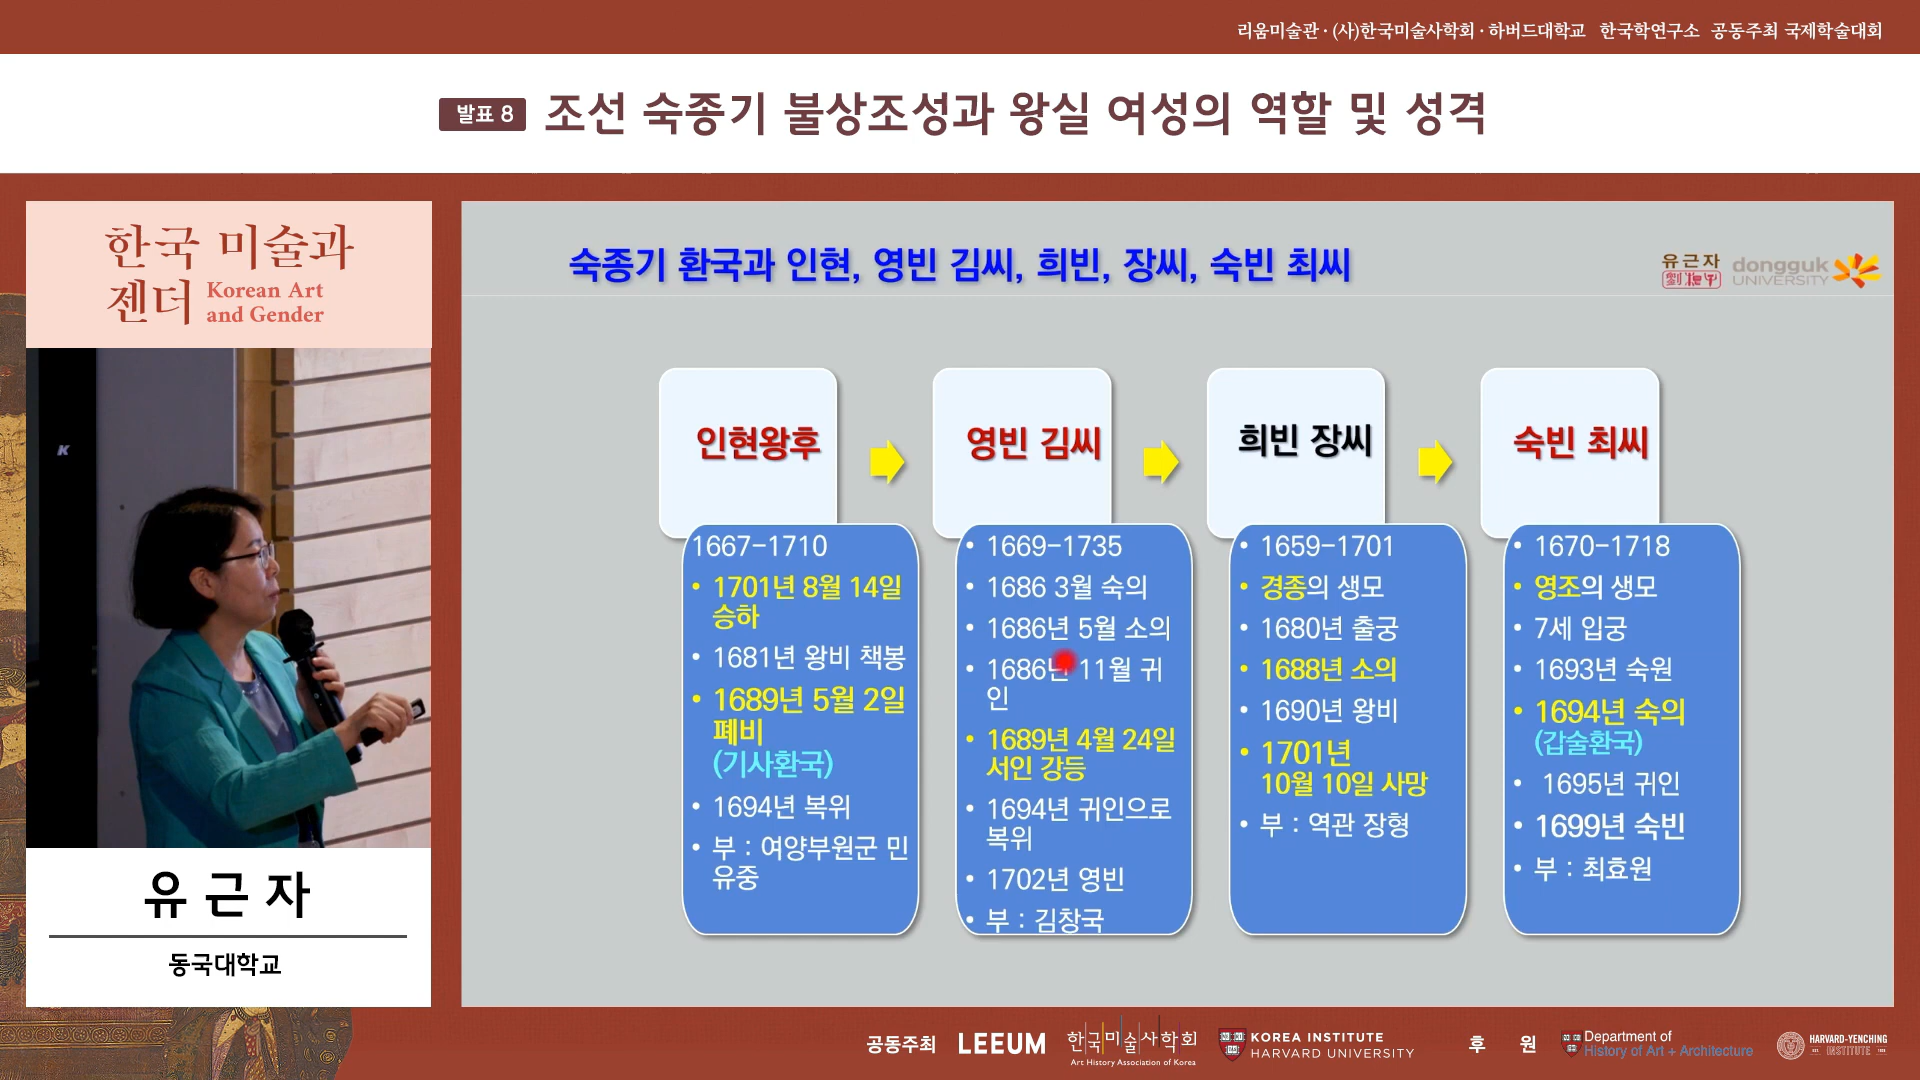 리움미술관 · (사)한국미술사학회 · 하버드대학교 한국학연구소 공동주최 국제학술대회
발표 8 조선 숙종기 불상조성과 왕실 여성의 역할 및 성격
한국 미술과
젠더 Korean Art
and Gender
K
유근자
동국대학교
숙종기 환국과 인현, 영빈 김씨, 희빈, 장씨, 숙빈 최씨
유근자
dongguk
UNIVERSITY
인현왕후
1667-1710
• 1701년 8월 14일
승하
• 1681년 왕비 책봉
• 1689년 5월 2일
폐비
(기사환국)
• 1694년 복위
• 부 : 여양부원군 민
유중
영빈 김씨
• 1669-1735
• 1686 3월 숙의
• 1686년 5월 소의
• 1686년 11월 귀
인
• 1689년 4월 24일
서인 강등
• 1694년 귀인으로
복위
• 1702년 영빈
• 부 : 김창국
희빈 장씨
• 1659-1701
• 경종의 생모
• 1680년 출궁
• 1688년 소의
• 1690년 왕비
• 1701년
10월 10일 사망
• 부 : 역관 장형
숙빈 최씨
• 1670-1718
• 영조의 생모
• 7세 입궁
• 1693년 숙원
• 1694년 숙의
(갑술환국)
• 1695년 귀인
• 1699년 숙빈
• 부 : 최효원
공동주최 LEEUM
한국미술사학회
Art History Association of Korea
KOREA INSTITUTE
HARVARD UNIVERSITY
후 원
Department of
History of Art + Architecture
HARVARD-YENCHING
INSTITUTE